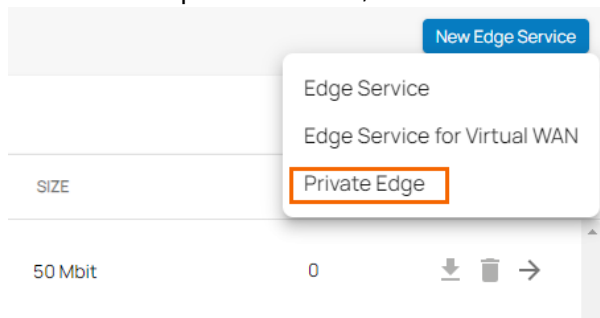 New Edge Service
Edge Service
Edge Service for Virtual WAN
Private Edge
SIZE
50 Mbit 0